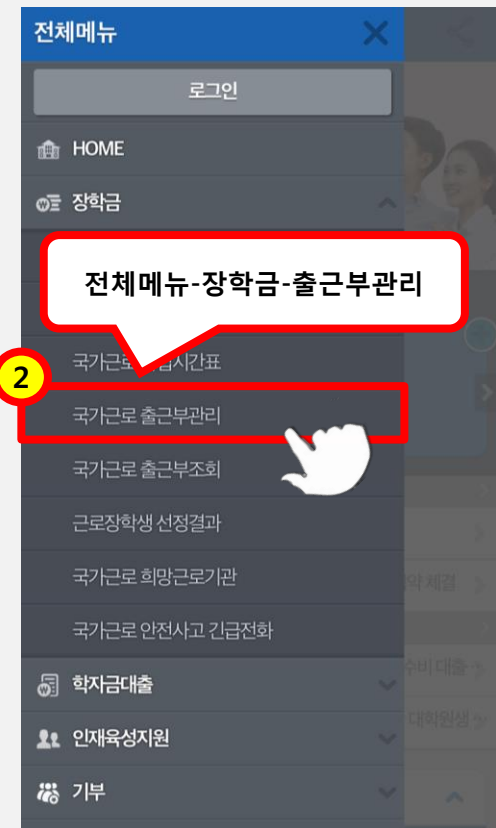 전체메뉴
로그인
HOME
장학금
전체메뉴-장학금-출근부관리
국가근로 시간표
2
국가근로 출근부관리
국가근로 출근부조회
근로장학생 선정결과
국가근로 희망근로기관
약 체결
국가근로 안전사고 긴급전화
학자금대출
수비 대출
대학원생
인재육성지원
기부